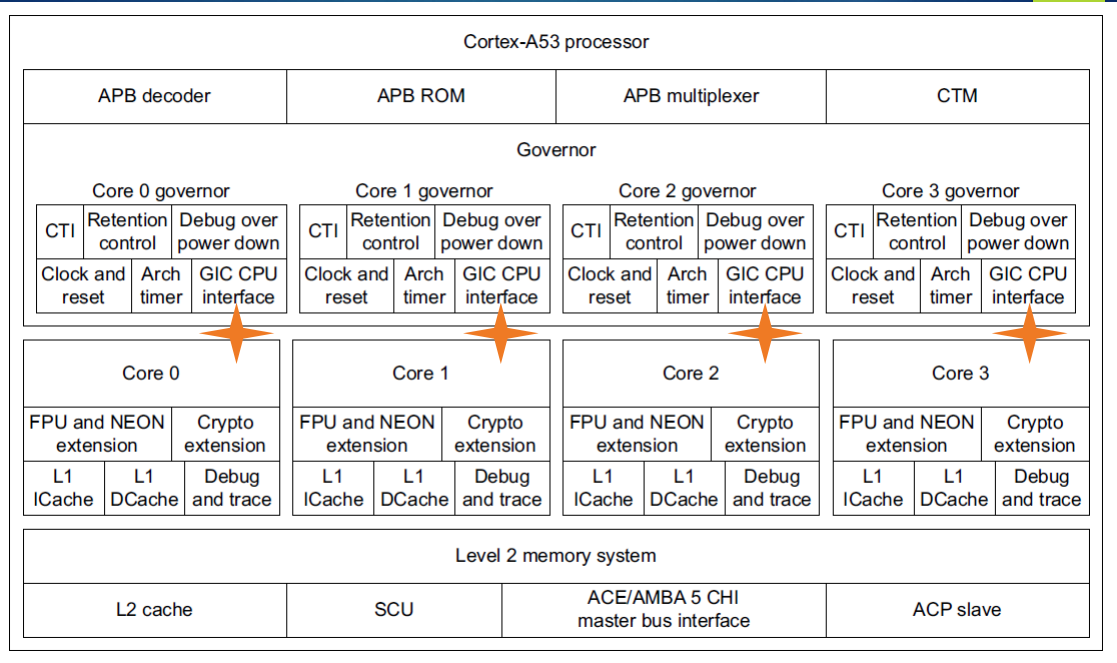 Cortex-A53 processor
APB decoder
APB ROM
APB multiplexer
CTM
Governor
Core 0 governor
CTI
Retention
control
Debug over
power down
Clock and
reset
Arch
timer
GIC CPU
interface
Core 1 governor
CTI
Retention
control
Debug over
power down
Clock and
reset
Arch
timer
GIC CPU
interface
Core 2 governor
CTI
Retention
control
Debug over
power down
Clock and
reset
Arch
timer
GIC CPU
interface
Core 3 governor
CTI
Retention
control
Debug over
power down
Clock and
reset
Arch
timer
GIC CPU
interface
Core 0
FPU and NEON
extension
Crypto
extension
L1
ICache
L1
DCache
Debug
and trace
Core 1
FPU and NEON
extension
Crypto
extension
L1
ICache
L1
DCache
Debug
and trace
Core 2
FPU and NEON
extension
Crypto
extension
L1
ICache
L1
DCache
Debug
and trace
Core 3
FPU and NEON
extension
Crypto
extension
L1
ICache
L1
DCache
Debug
and trace
Level 2 memory system
L2 cache
SCU
ACE/AMBA 5 CHI
master bus interface
ACP slave